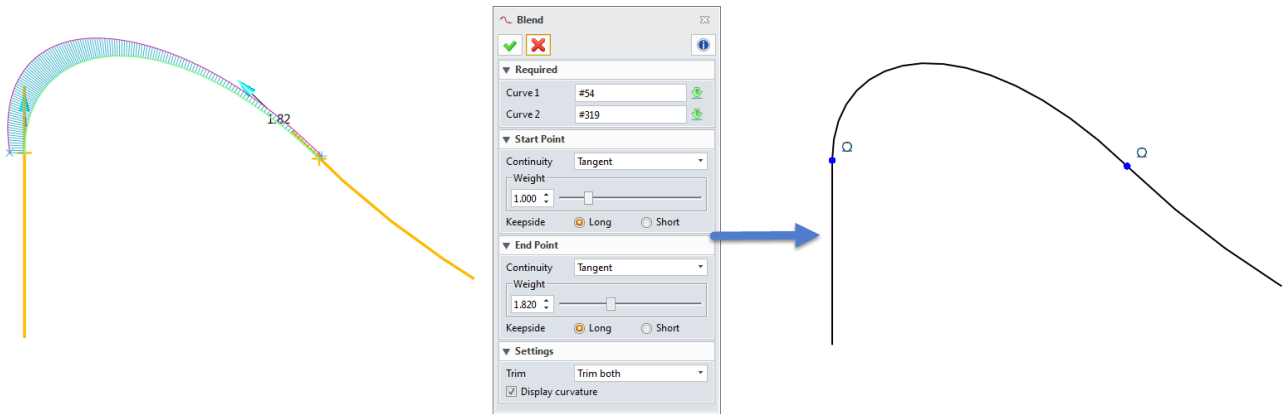 1.82
Blend
Required
Curve 1 #54
Curve 2 #319
Start Point
Continuity Tangent
Weight
1.000
Keepside Long Short
End Point
Continuity Tangent
Weight
1.820
Keepside Long Short
Settings
Trim Trim both
Display curvature
Ω
Ω